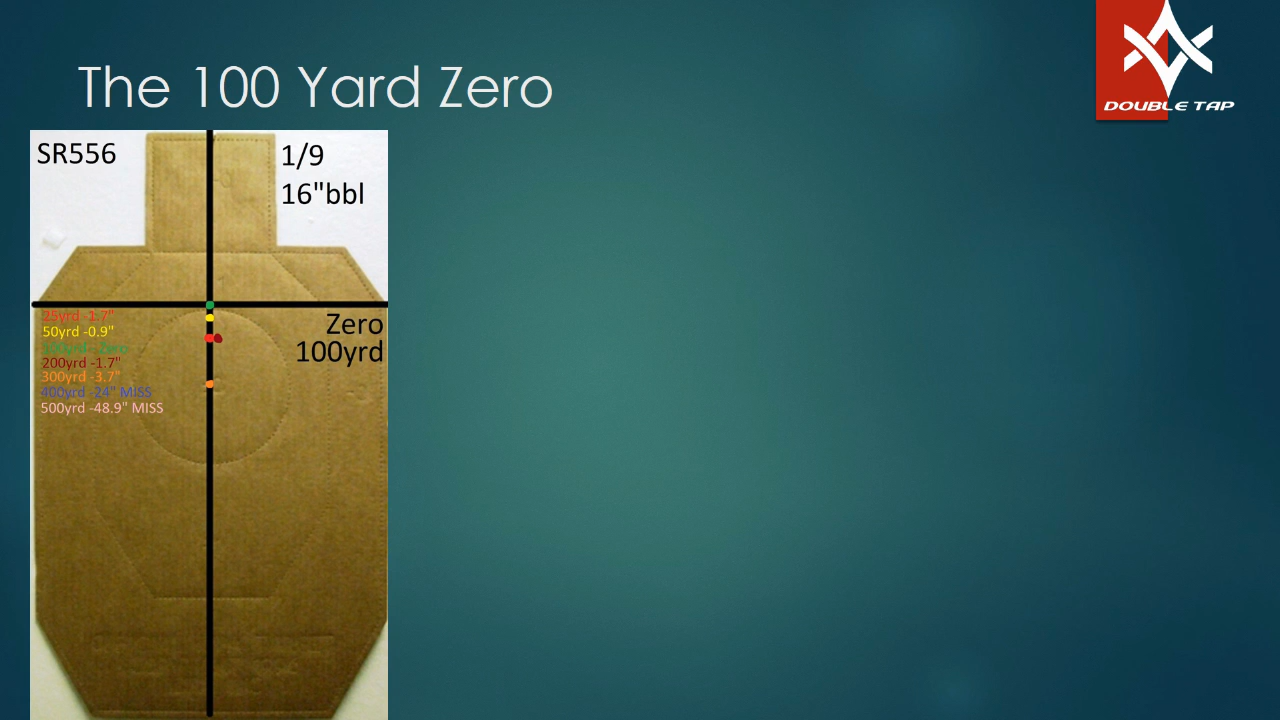 The 100 Yard Zero
DOUBLE TAP
SR556
1/9
16"bbl
25yrd -1.7"
50yrd -0.9"
100yrd -Zero
200yrd -1.7"
300yrd -3.7"
400yrd -24" MISS
500yrd -48.9" MISS
Zero
100yrd